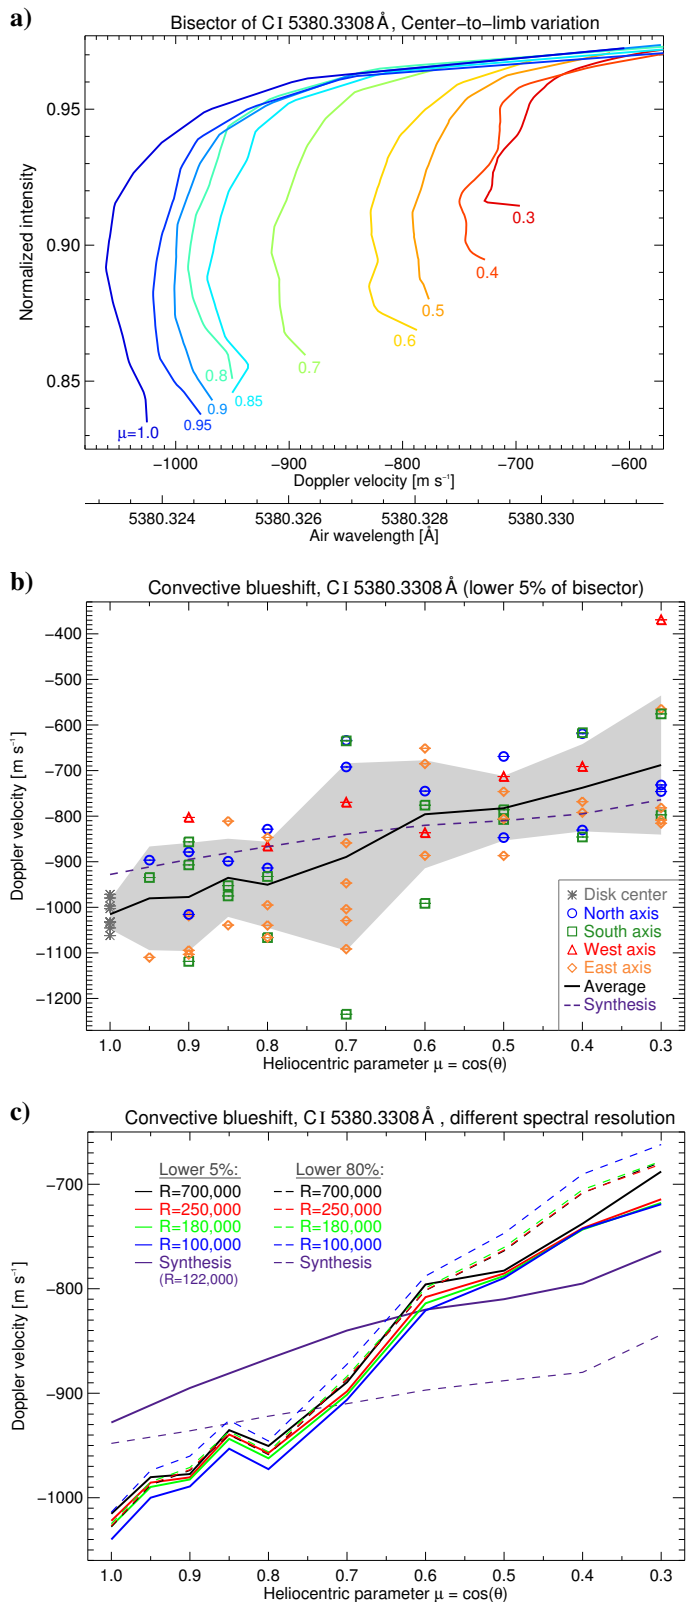 a)
Bisector of C I 5380.3308 Å, Center−to−limb variation
Normalized intensity
0.95
0.90
0.85
0.3
0.4
0.5
0.6
0.7
0.8
0.85
0.9
0.95
μ=1.0
−1000
−900
−800
−700
−600
Doppler velocity [m s⁻¹]
5380.324
5380.326
5380.328
5380.330
Air wavelength [Å]
b)
Convective blueshift, C I 5380.3308 Å (lower 5% of bisector)
Doppler velocity [m s⁻¹]
−400
−500
−600
−700
−800
−900
−1000
−1100
−1200
Disk center
North axis
South axis
West axis
East axis
Average
Synthesis
1.0 0.9 0.8 0.7 0.6 0.5 0.4 0.3
Heliocentric parameter μ = cos(θ)
c)
Convective blueshift, C I 5380.3308 Å , different spectral resolution
Doppler velocity [m s⁻¹]
−700
−800
−900
−1000
Lower 5%:
R=700,000
R=250,000
R=180,000
R=100,000
Synthesis
(R=122,000)
Lower 80%:
R=700,000
R=250,000
R=180,000
R=100,000
Synthesis
1.0 0.9 0.8 0.7 0.6 0.5 0.4 0.3
Heliocentric parameter μ = cos(θ)